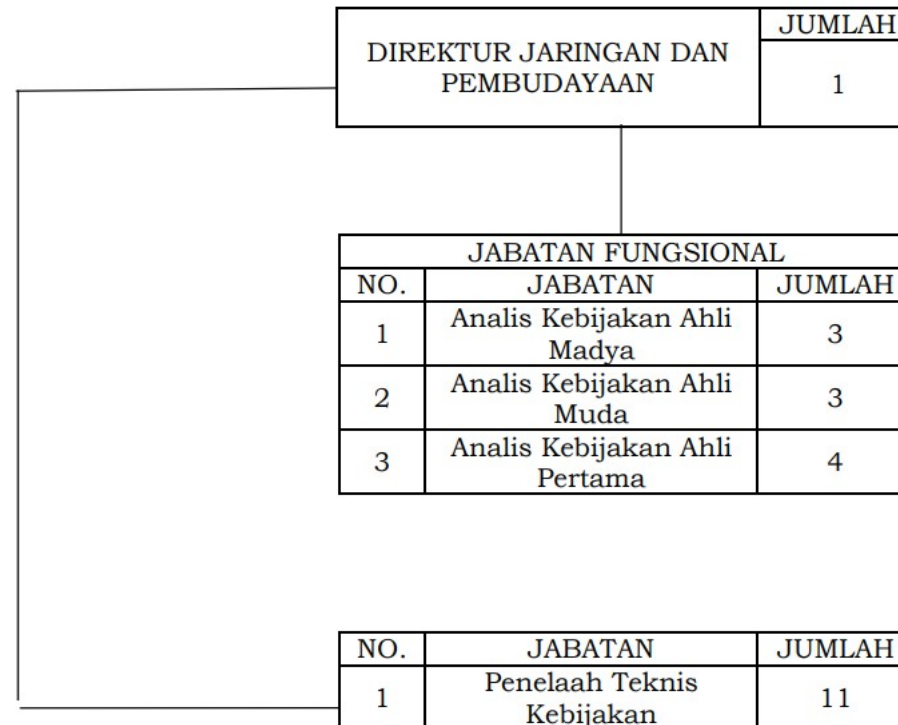 DIREKTUR JARINGAN DAN
PEMBUDAYAAN
JUMLAH
1
JABATAN FUNGSIONAL
NO. JABATAN JUMLAH
1 Analis Kebijakan Ahli
Madya 3
2 Analis Kebijakan Ahli
Muda 3
3 Analis Kebijakan Ahli
Pertama 4
NO. JABATAN JUMLAH
1 Penelaah Teknis
Kebijakan 11